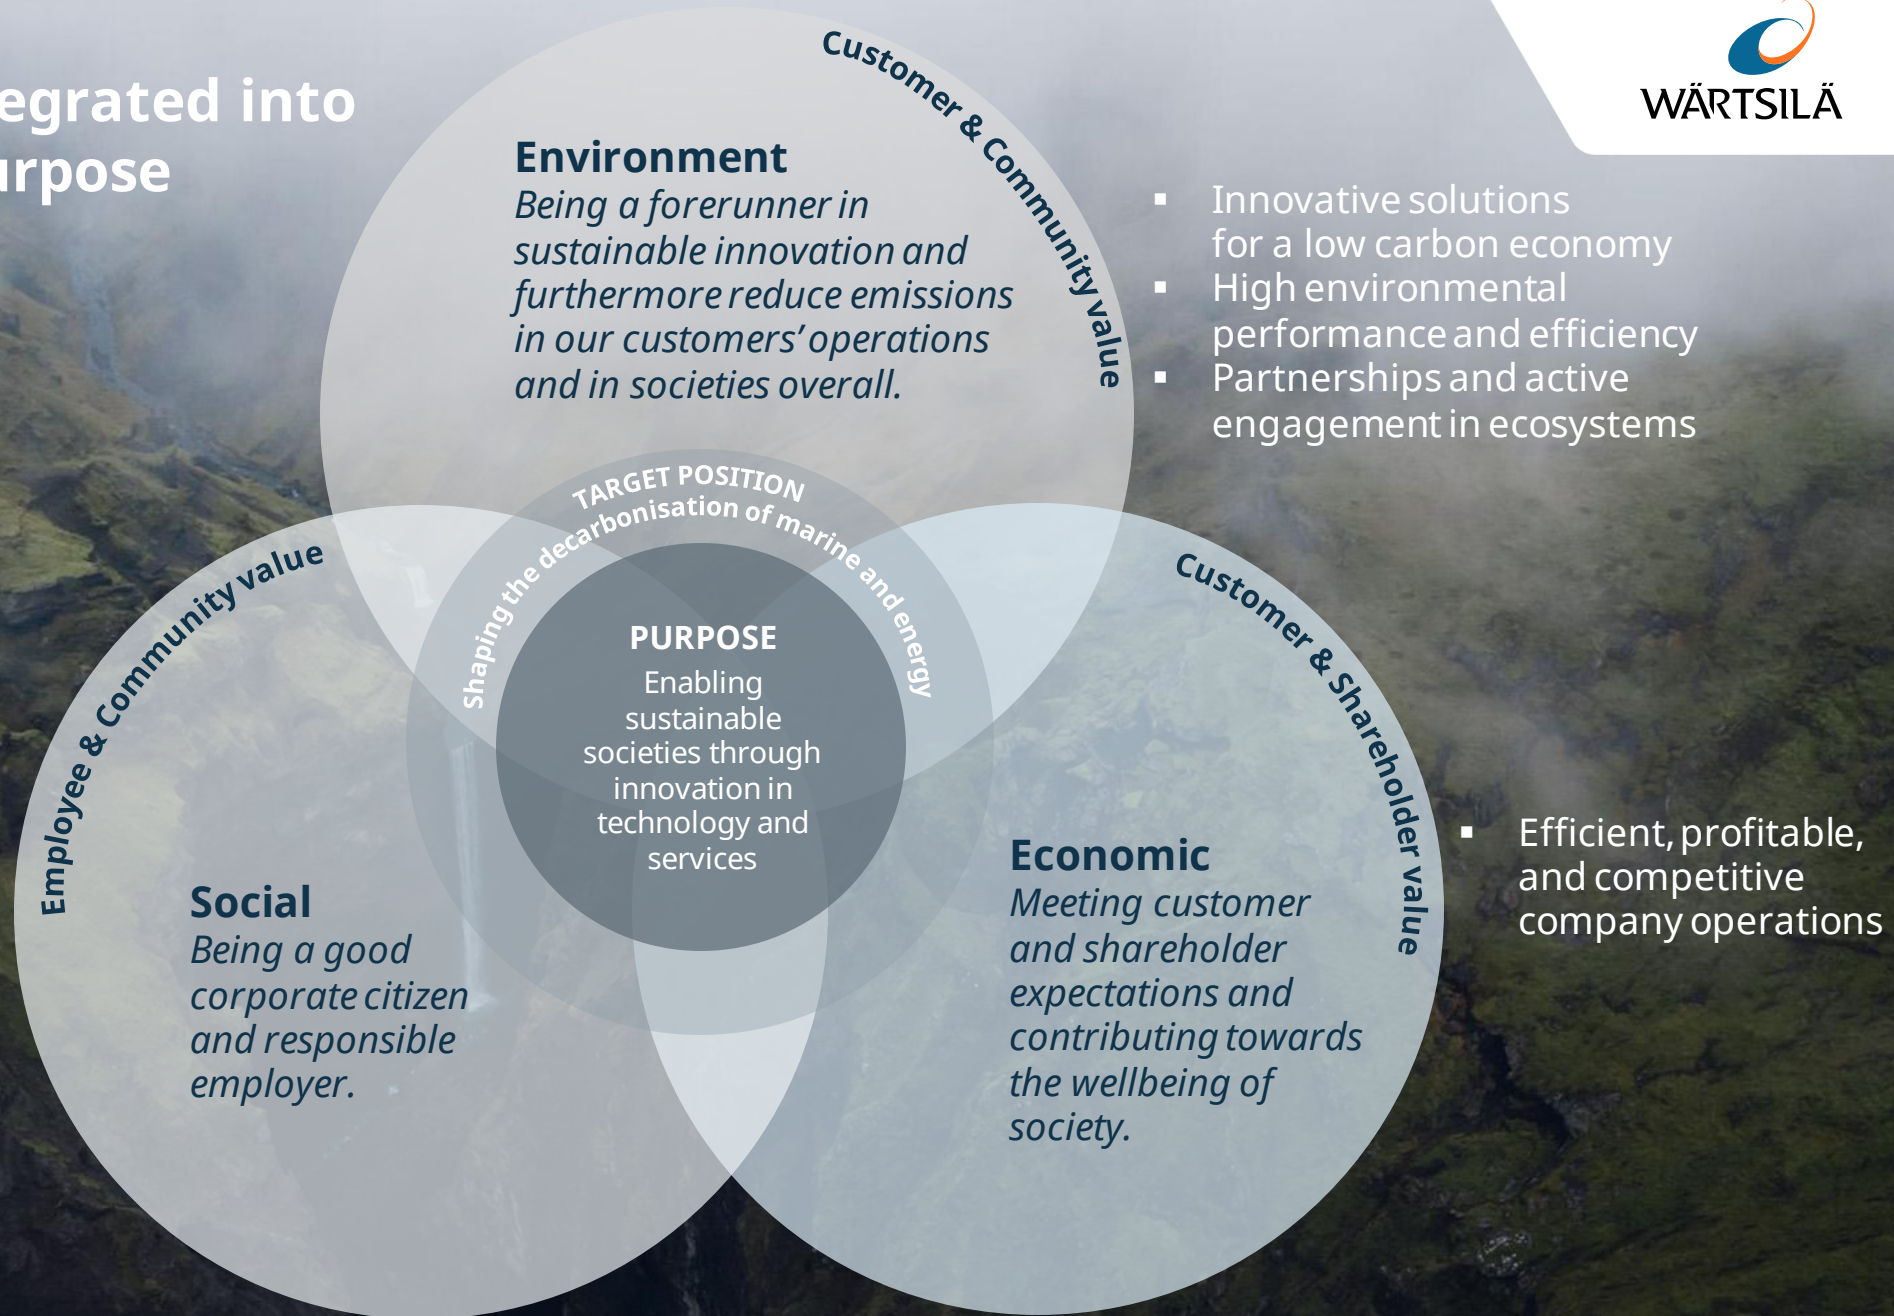 egrated into
urpose
WÄRTSILÄ
Customer & Community value
Environment
Being a forerunner in
sustainable innovation and
furthermore reduce emissions
in our customers’ operations
and in societies overall.
▪ Innovative solutions
for a low carbon economy
▪ High environmental
performance and efficiency
▪ Partnerships and active
engagement in ecosystems
TARGET POSITION
Shaping the decarbonisation of marine and energy
PURPOSE
Enabling
sustainable
societies through
innovation in
technology and
services
Employee & Community value
Social
Being a good
corporate citizen
and responsible
employer.
Customer & Shareholder value
Economic
Meeting customer
and shareholder
expectations and
contributing towards
the wellbeing of
society.
▪ Efficient, profitable,
and competitive
company operations